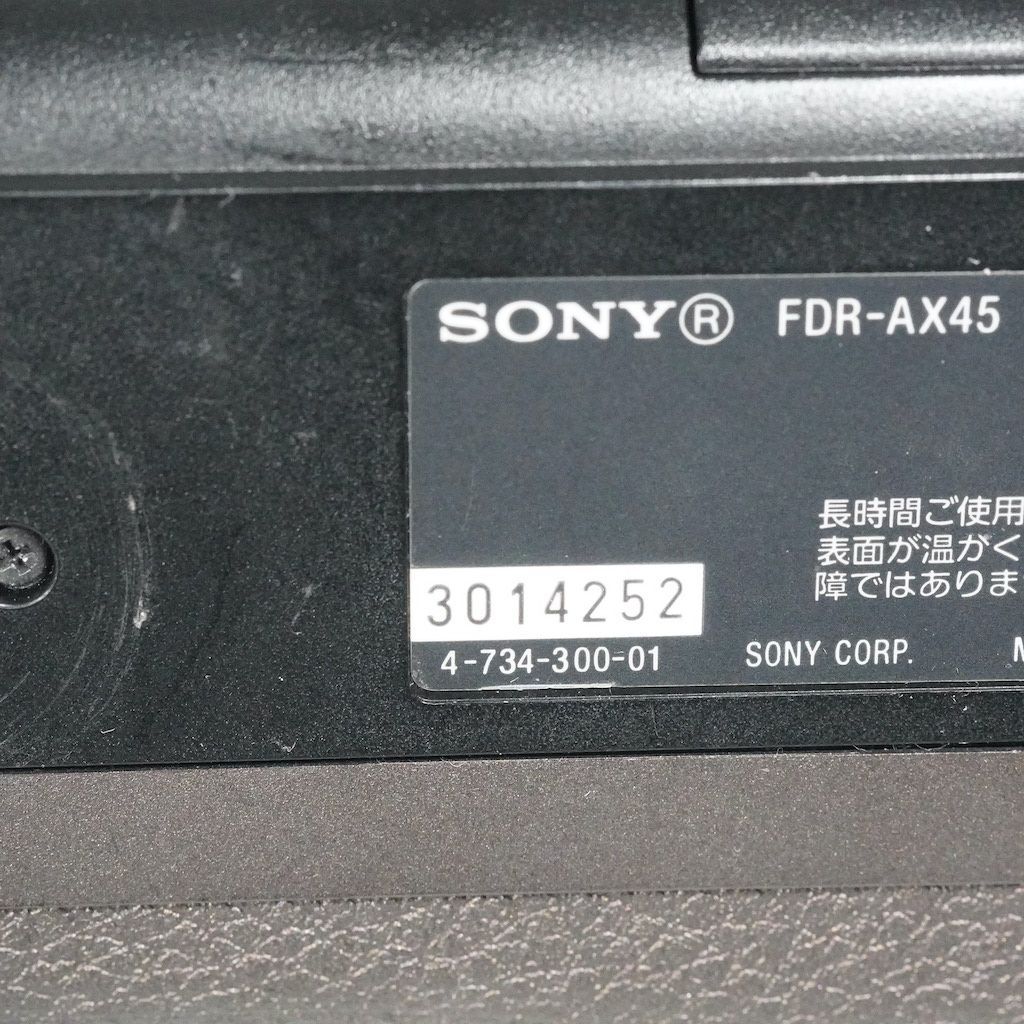 SONY® FDR-AX45
長時間ご使用
表面が温かく
障ではありま
3014252
4-734-300-01 SONY CORP.